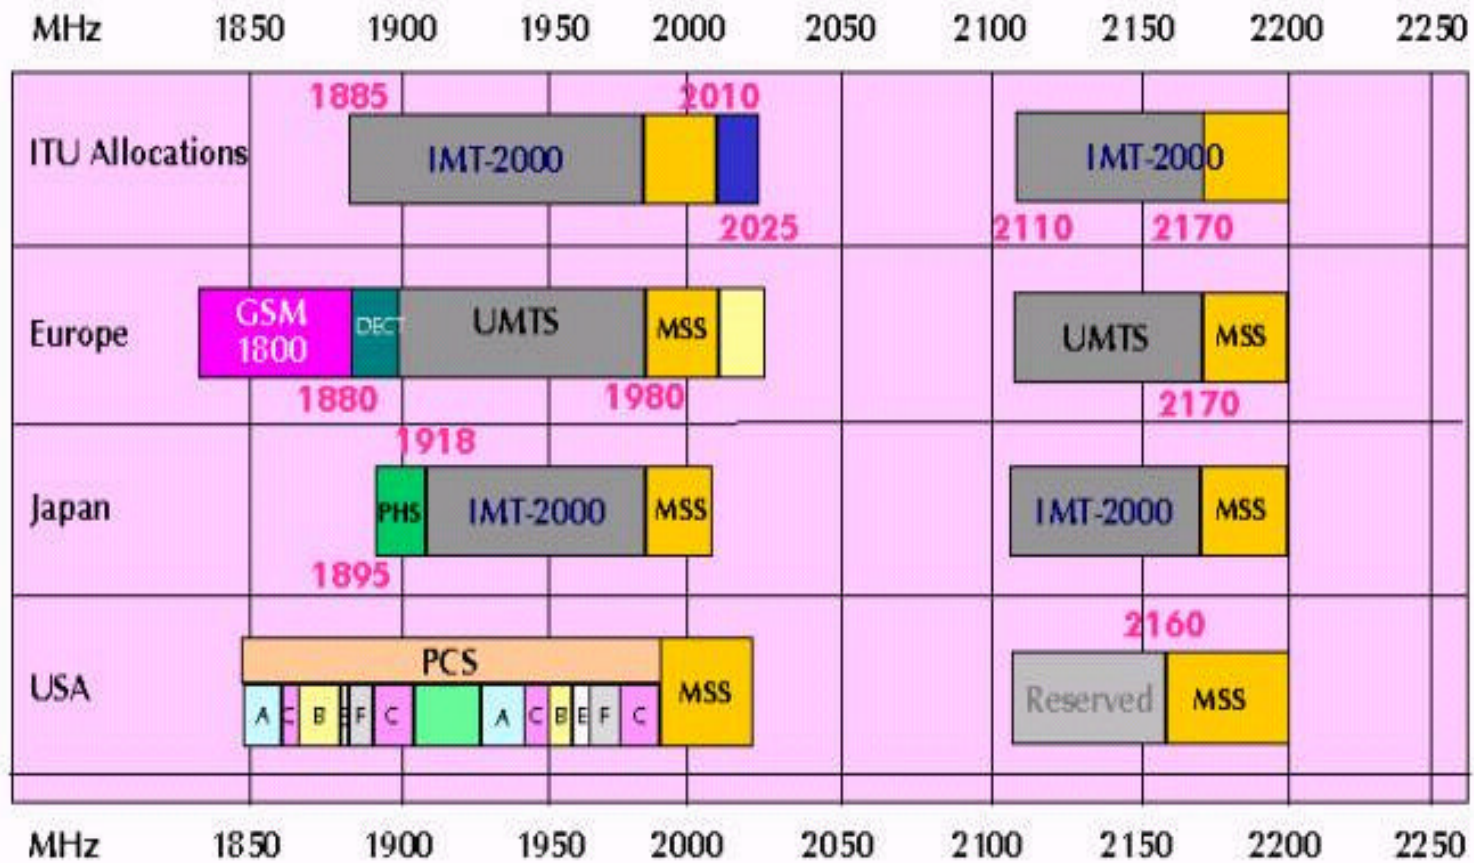 MHz 1850 1900 1950 2000 2050 2100 2150 2200 2250
1885 2010
ITU Allocations IMT-2000 IMT-2000
2025 2110 2170
Europe GSM 1800 DECT UMTS MSS UMTS MSS
1880 1980 2170
1918
Japan PHS IMT-2000 MSS IMT-2000 MSS
1895
2160
PCS
USA MSS Reserved MSS
A C B E F C A C B E F C
MHz 1850 1900 1950 2000 2050 2100 2150 2200 2250